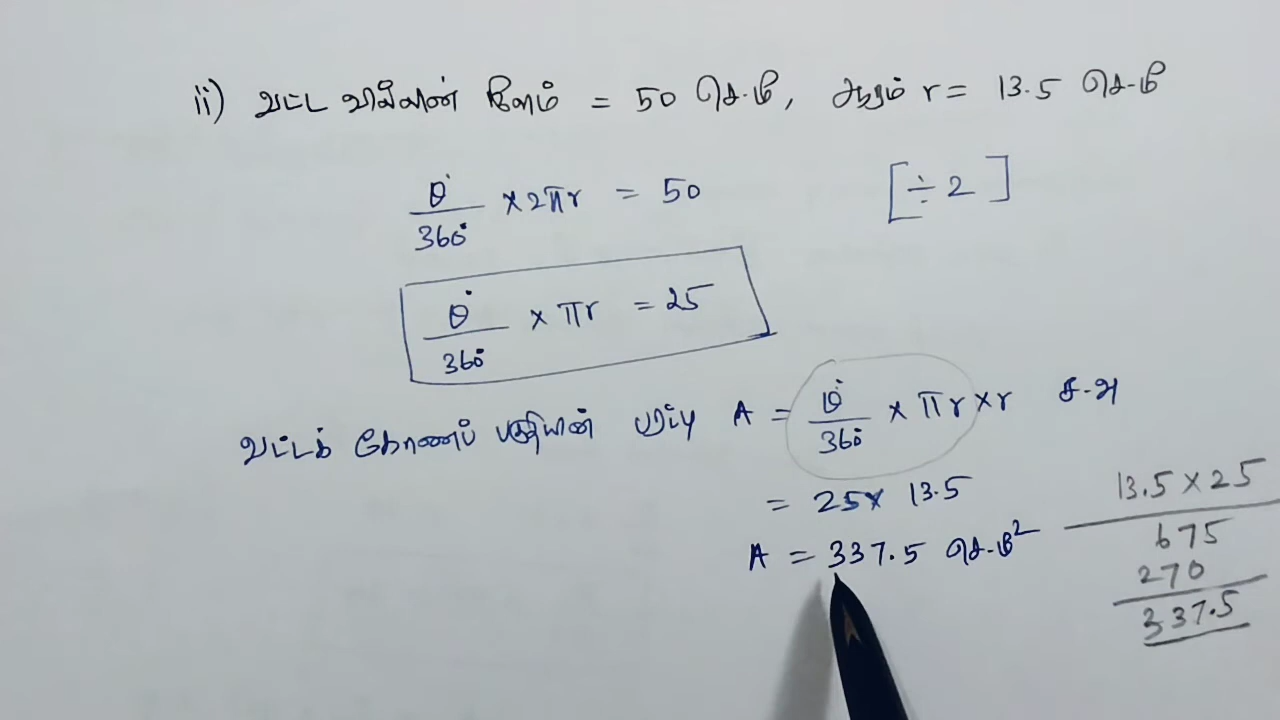 ii) வட்ட வில்லின் நீளம் = 50 செ.மீ, ஆரம் r = 13.5 செ.மீ
θ°/360° × 2πr = 50 [÷ 2]
θ°/360° × πr = 25
வட்டக் கோணப் பகுதியின் பரப்பு A = θ°/360° × πr × r ச.அ
= 25 × 13.5
A = 337.5 செ.மீ²
13.5 × 25
675
270
337.5